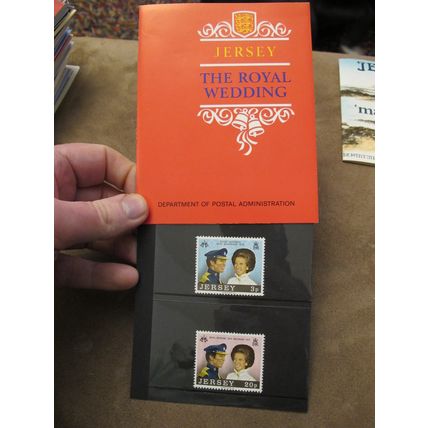 JERSEY
THE ROYAL
WEDDING
DEPARTMENT OF POSTAL ADMINISTRATION
JERSEY 3p
JERSEY 20p